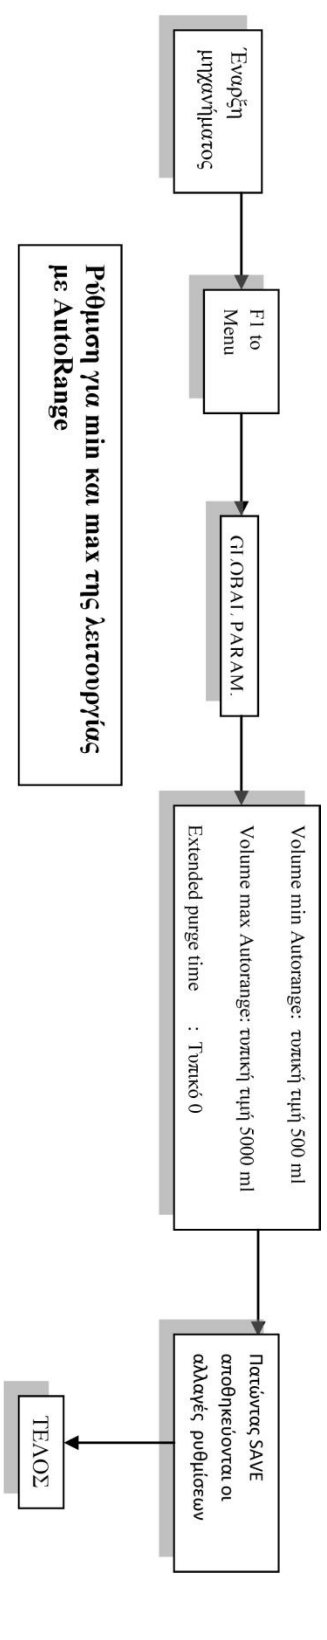 Έναρξη
μηχανήματος
F1 to
Menu
GLOBAL PARAM.
Volume min Autorange: τυπική τιμή 500 ml
Volume max Autorange: τυπική τιμή 5000 ml
Extended purge time : Τυπικό 0
Πατώντας SAVE
αποθηκεύονται οι
αλλαγές ρυθμίσεων
ΤΕΛΟΣ
Ρύθμιση για min και max της λειτουργίας
με AutoRange